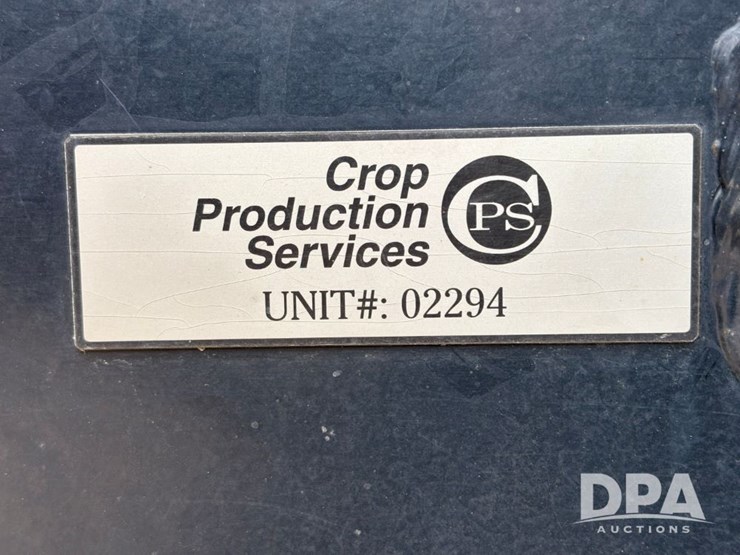 Crop
Production
Services
CPS
UNIT#: 02294
DPA
AUCTIONS